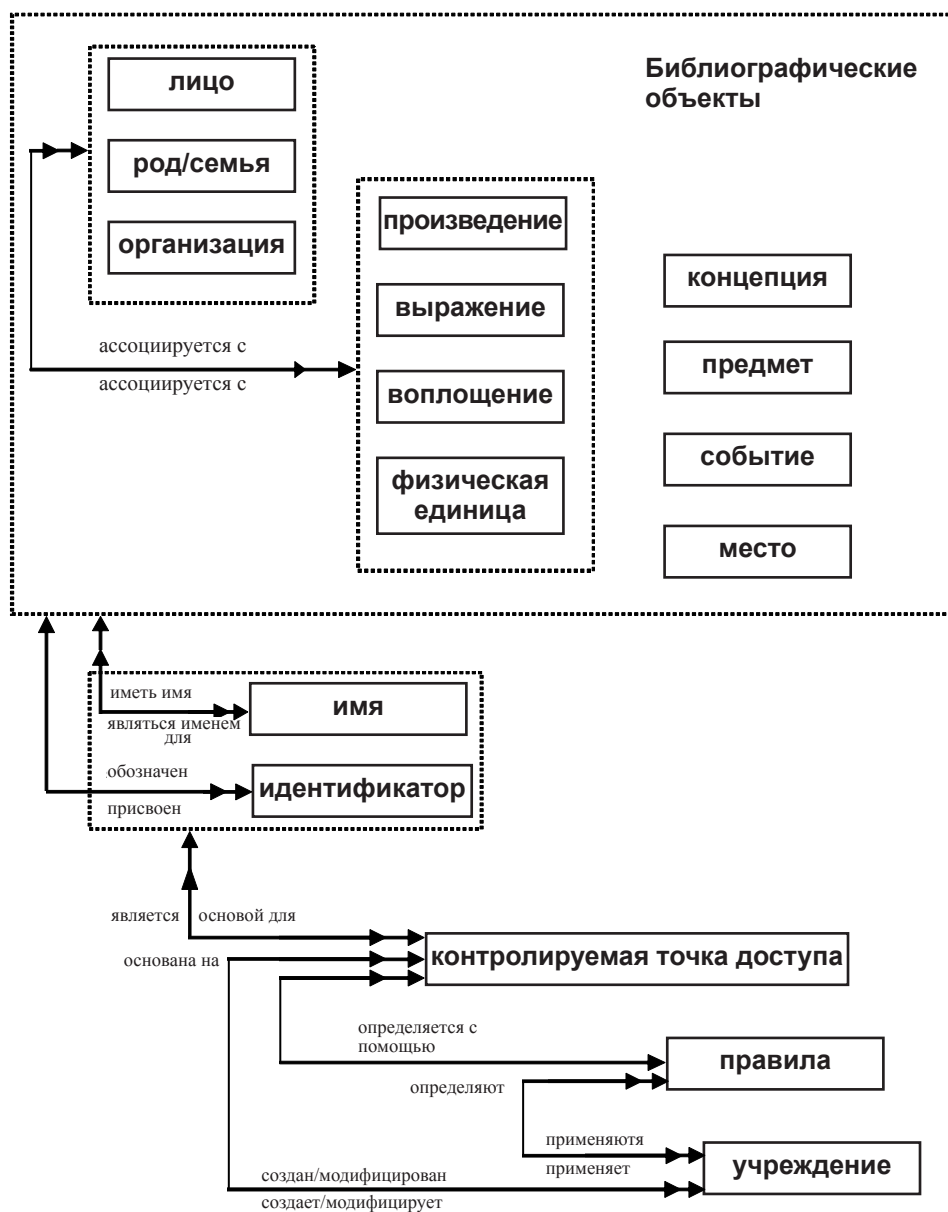 Библиографические
объекты
лицо
род/семья
организация
произведение
выражение
воплощение
физическая
единица
концепция
предмет
событие
место
ассоциируется с
ассоциируется с
иметь имя
являться именем
для
имя
обозначен
присвоен
идентификатор
является основой для
основана на
контролируемая точка доступа
определяется с
помощью
определяют
правила
применяютя
применяет
учреждение
создан/модифицирован
создает/модифицирует